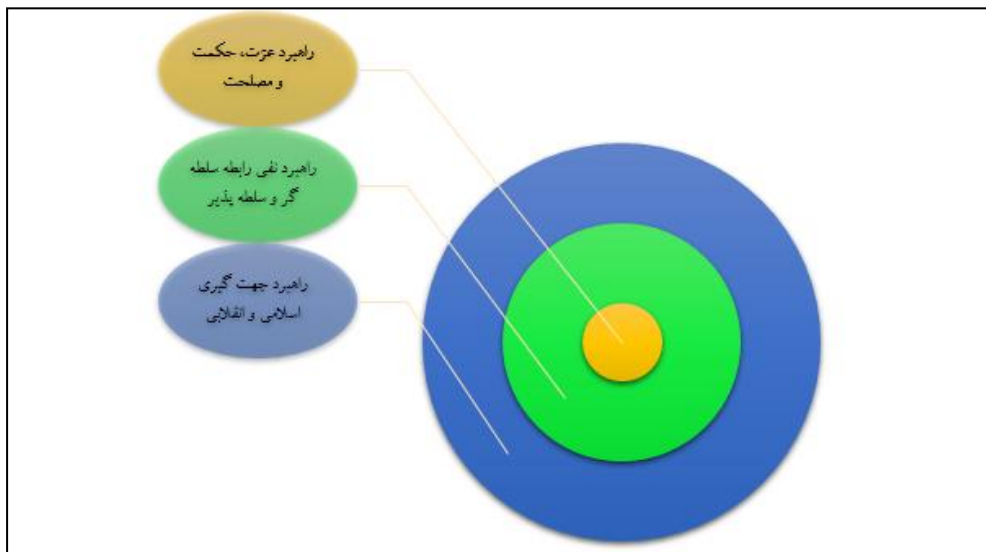 راهبرد عزت، حکمت
و مصلحت
راهبرد نفی رابطه سلطه
گر و سلطه پذیر
راهبرد جهت گیری
اسلامی و انقلابی